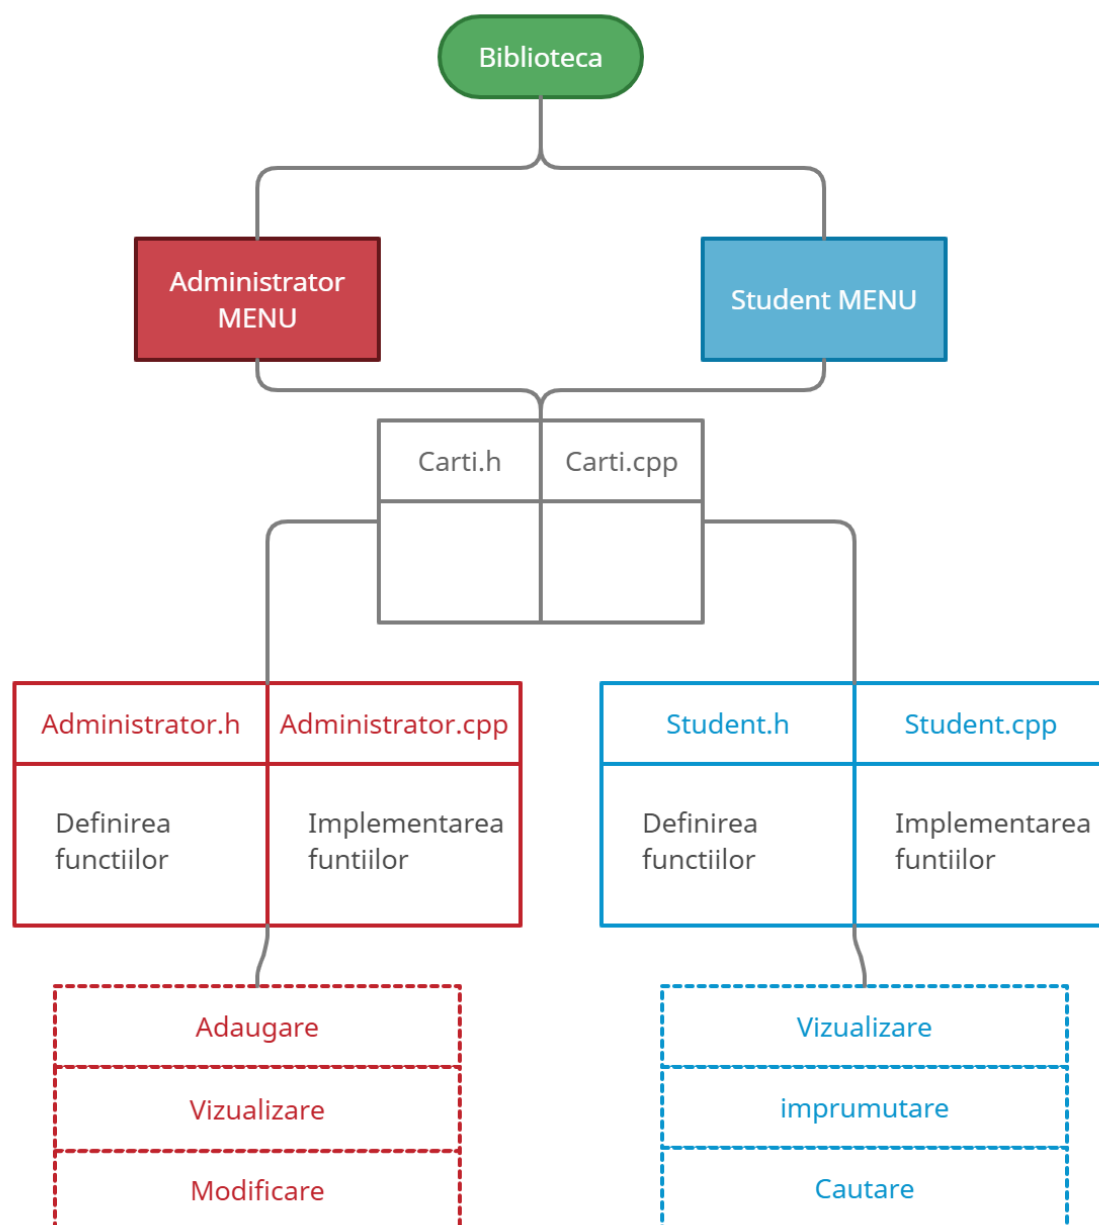 Biblioteca
Administrator
MENU
Student MENU
Carti.h
Carti.cpp
Administrator.h
Administrator.cpp
Definirea
functiilor
Implementarea
funtiilor
Student.h
Student.cpp
Definirea
functiilor
Implementarea
funtiilor
Adaugare
Vizualizare
Modificare
Vizualizare
imprumutare
Cautare